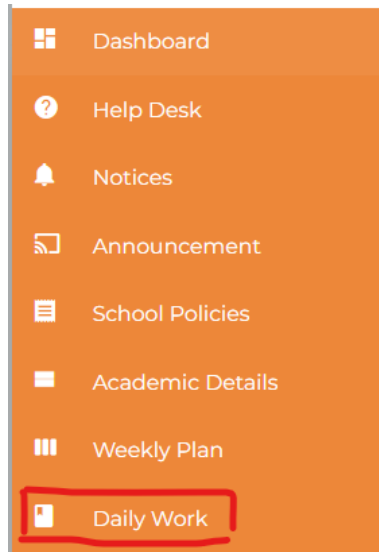 Dashboard
Help Desk
Notices
Announcement
School Policies
Academic Details
Weekly Plan
Daily Work